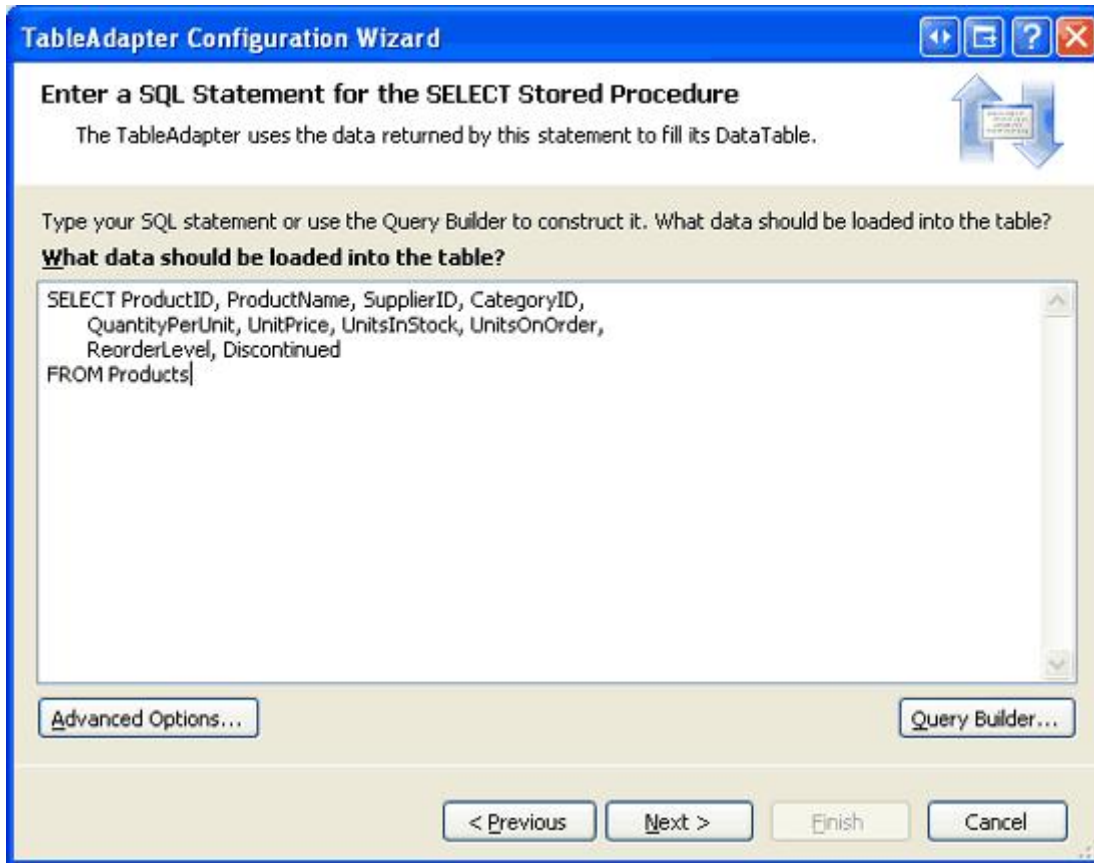 TableAdapter Configuration Wizard
Enter a SQL Statement for the SELECT Stored Procedure
The TableAdapter uses the data returned by this statement to fill its DataTable.
Type your SQL statement or use the Query Builder to construct it. What data should be loaded into the table?
What data should be loaded into the table?
SELECT ProductID, ProductName, SupplierID, CategoryID,
QuantityPerUnit, UnitPrice, UnitsInStock, UnitsOnOrder,
ReorderLevel, Discontinued
FROM Products
Advanced Options... Query Builder...
< Previous Next > Finish Cancel